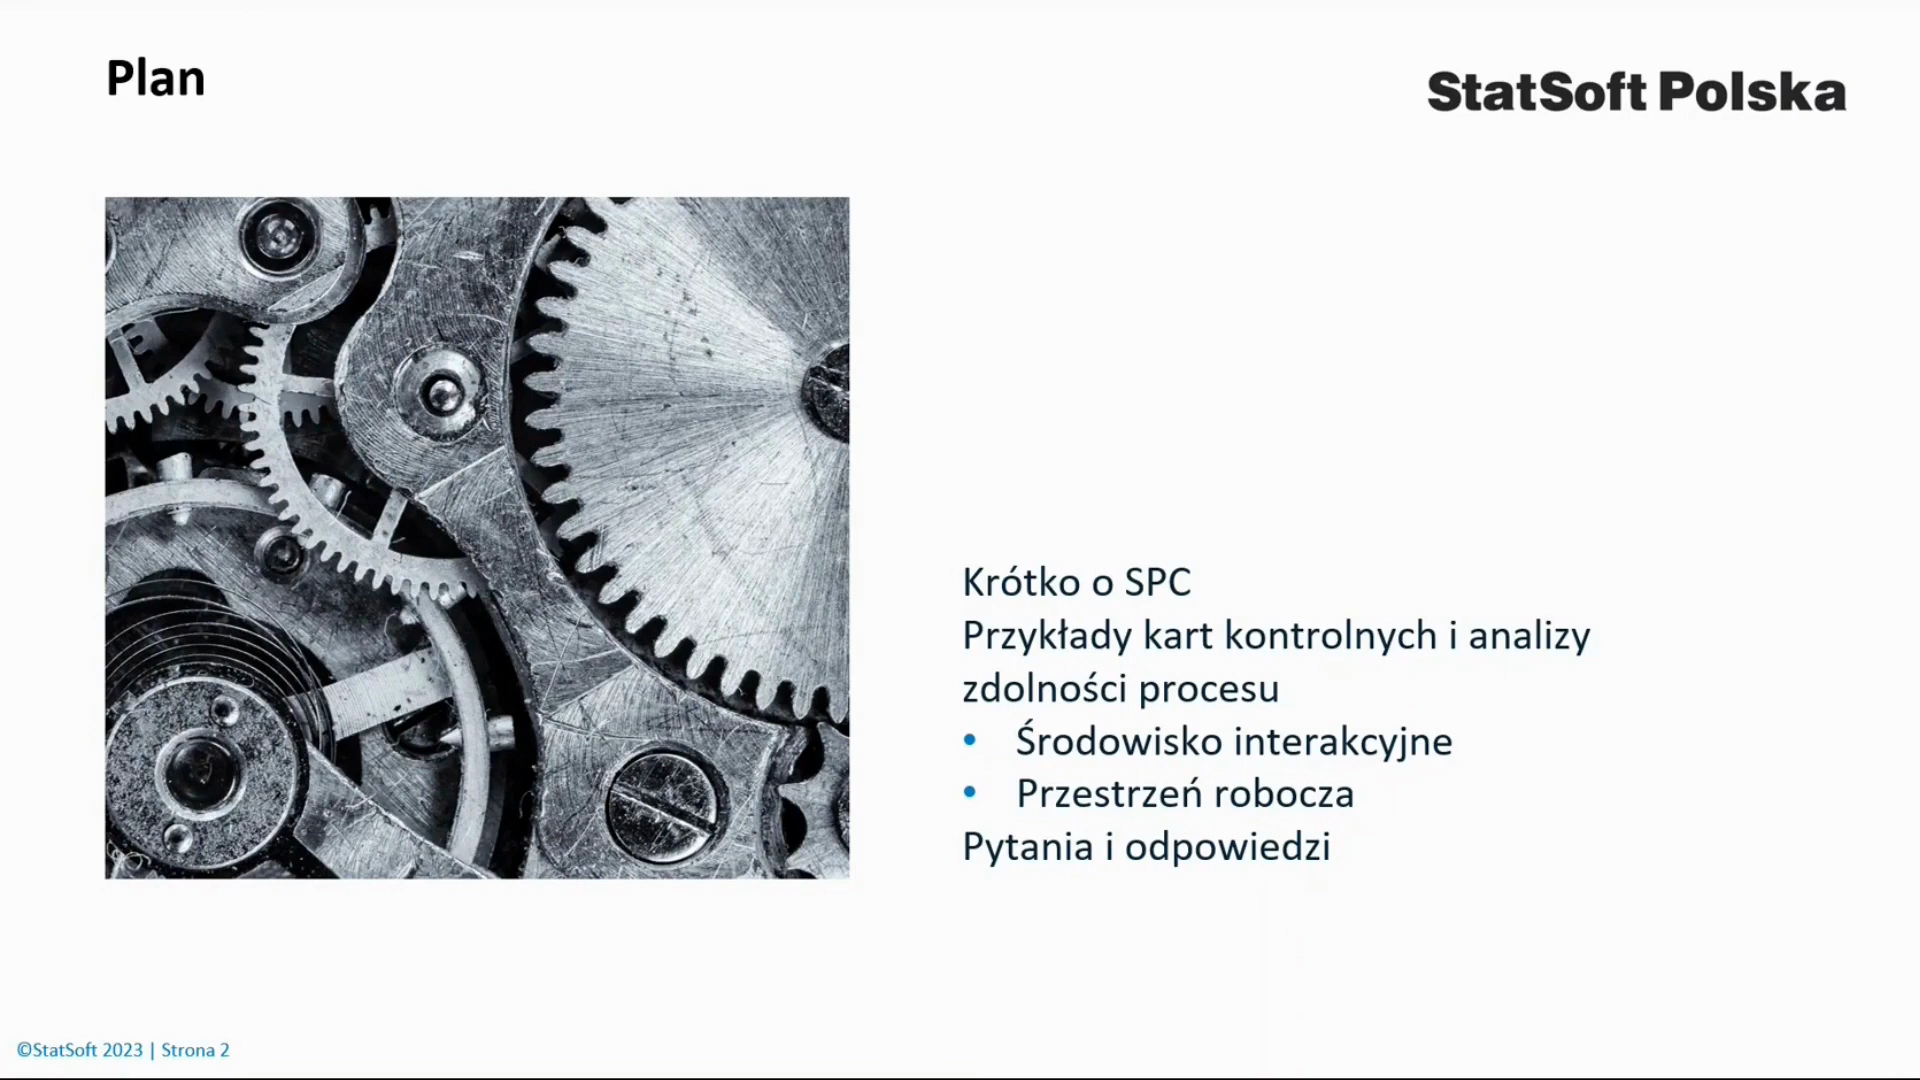 Plan
StatSoft Polska
Krótko o SPC
Przykłady kart kontrolnych i analizy
zdolności procesu
• Środowisko interakcyjne
• Przestrzeń robocza
Pytania i odpowiedzi
©StatSoft 2023 | Strona 2